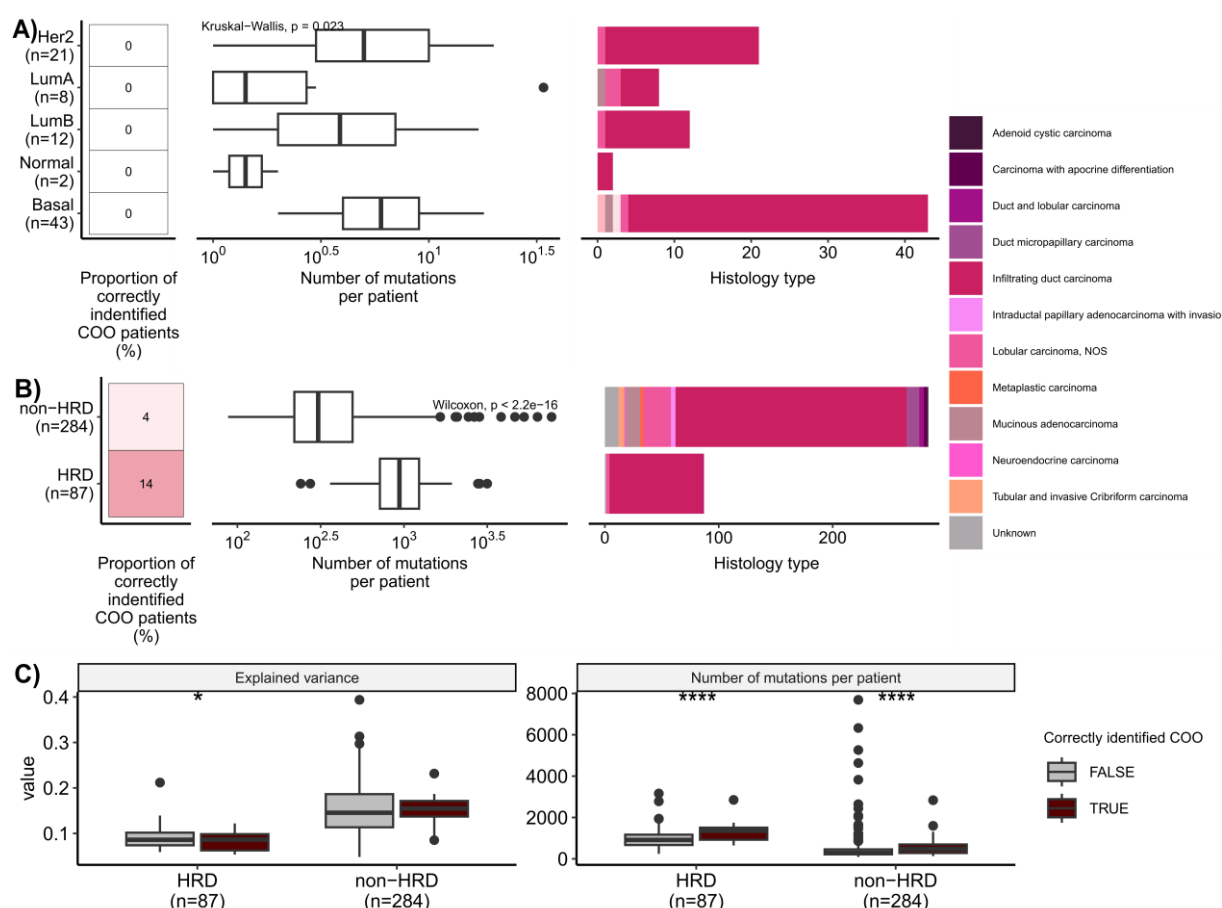 A)
Her2
(n=21)
LumA
(n=8)
LumB
(n=12)
Normal
(n=2)
Basal
(n=43)
0
0
0
0
0
Proportion of
correctly
indentified
COO patients
(%)
Kruskal−Wallis, p = 0.023
10^0 10^0.5 10^1 10^1.5
Number of mutations
per patient
0 10 20 30 40
Histology type
Adenoid cystic carcinoma
Carcinoma with apocrine differentiation
Duct and lobular carcinoma
Duct micropapillary carcinoma
Infiltrating duct carcinoma
Intraductal papillary adenocarcinoma with invasio
Lobular carcinoma, NOS
Metaplastic carcinoma
Mucinous adenocarcinoma
Neuroendocrine carcinoma
Tubular and invasive Cribriform carcinoma
Unknown
B)
non−HRD
(n=284)
HRD
(n=87)
4
14
Proportion of
correctly
indentified
COO patients
(%)
Wilcoxon, p < 2.2e−16
10^2 10^2.5 10^3 10^3.5
Number of mutations
per patient
0 100 200
Histology type
C)
Explained variance
*
value
0.4
0.3
0.2
0.1
HRD
(n=87)
non−HRD
(n=284)
Number of mutations per patient
**** ****
8000
6000
4000
2000
0
HRD
(n=87)
non−HRD
(n=284)
Correctly identified COO
FALSE
TRUE